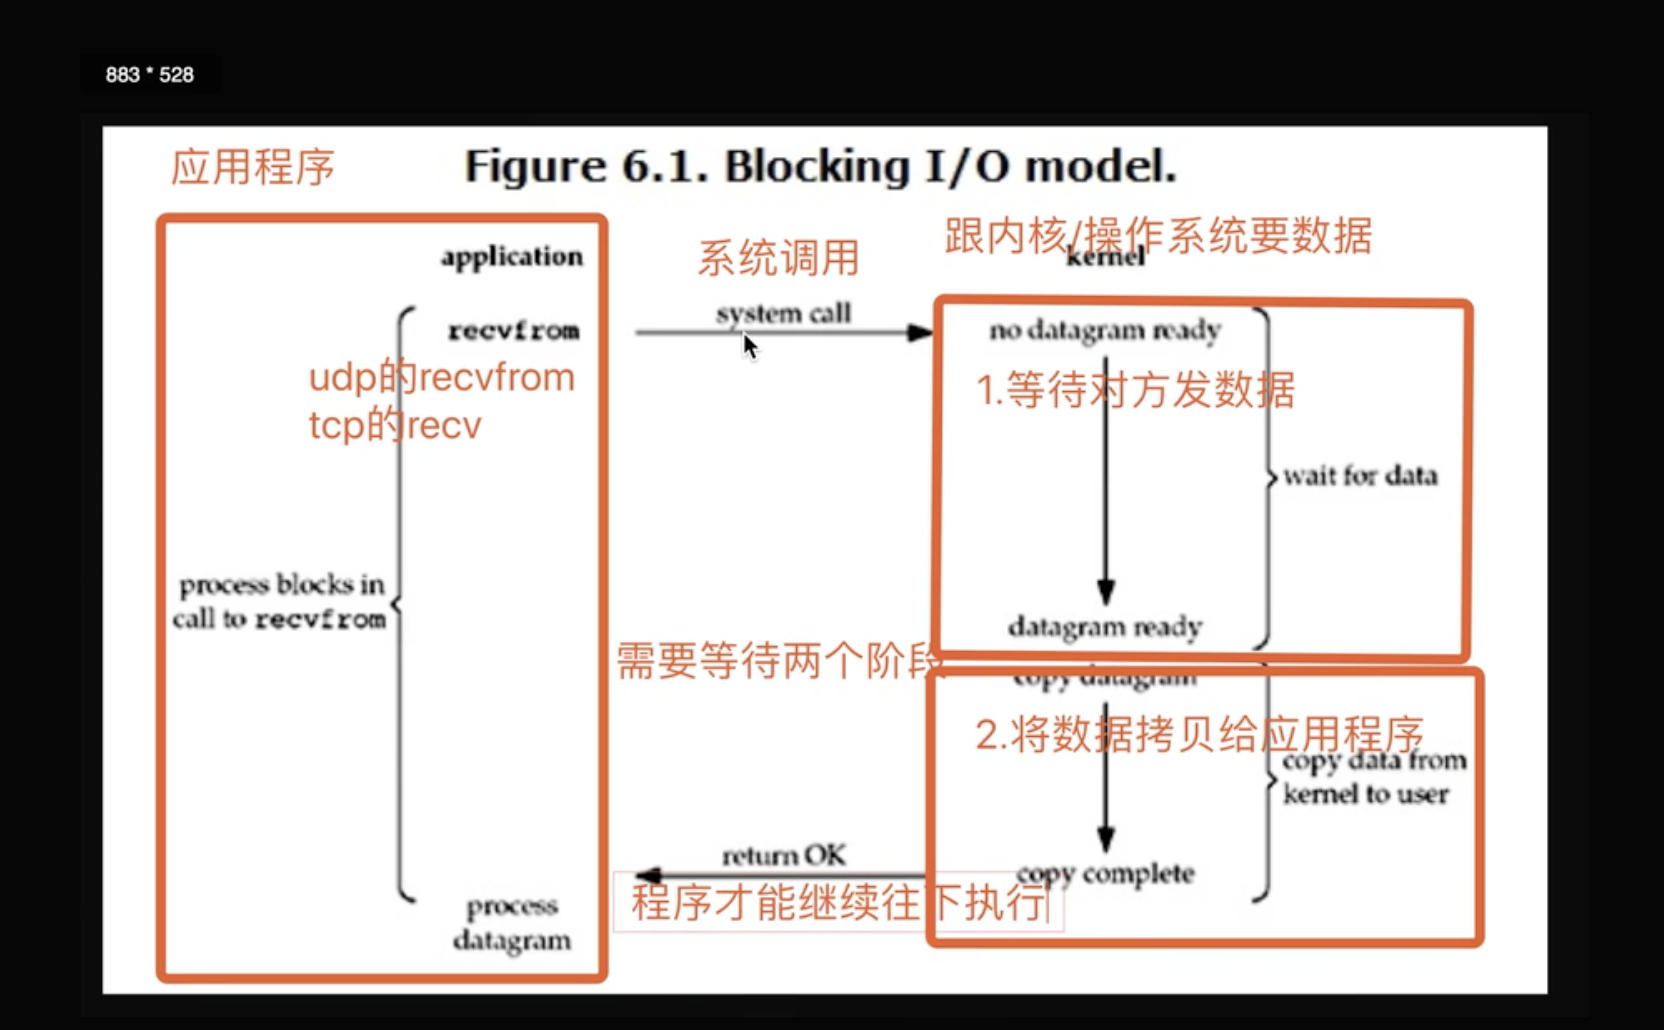 883 * 528
应用程序
Figure 6.1. Blocking I/O model.
跟内核/操作系统要数据
application
系统调用
kernel
system call
recvfrom
no datagram ready
udp的recvfrom
tcp的recv
1.等待对方发数据
wait for data
process blocks in
call to recvfrom
datagram ready
需要等待两个阶段
copy datagram
2.将数据拷贝给应用程序
copy data from
kernel to user
return OK
copy complete
程序才能继续往下执行
process
datagram